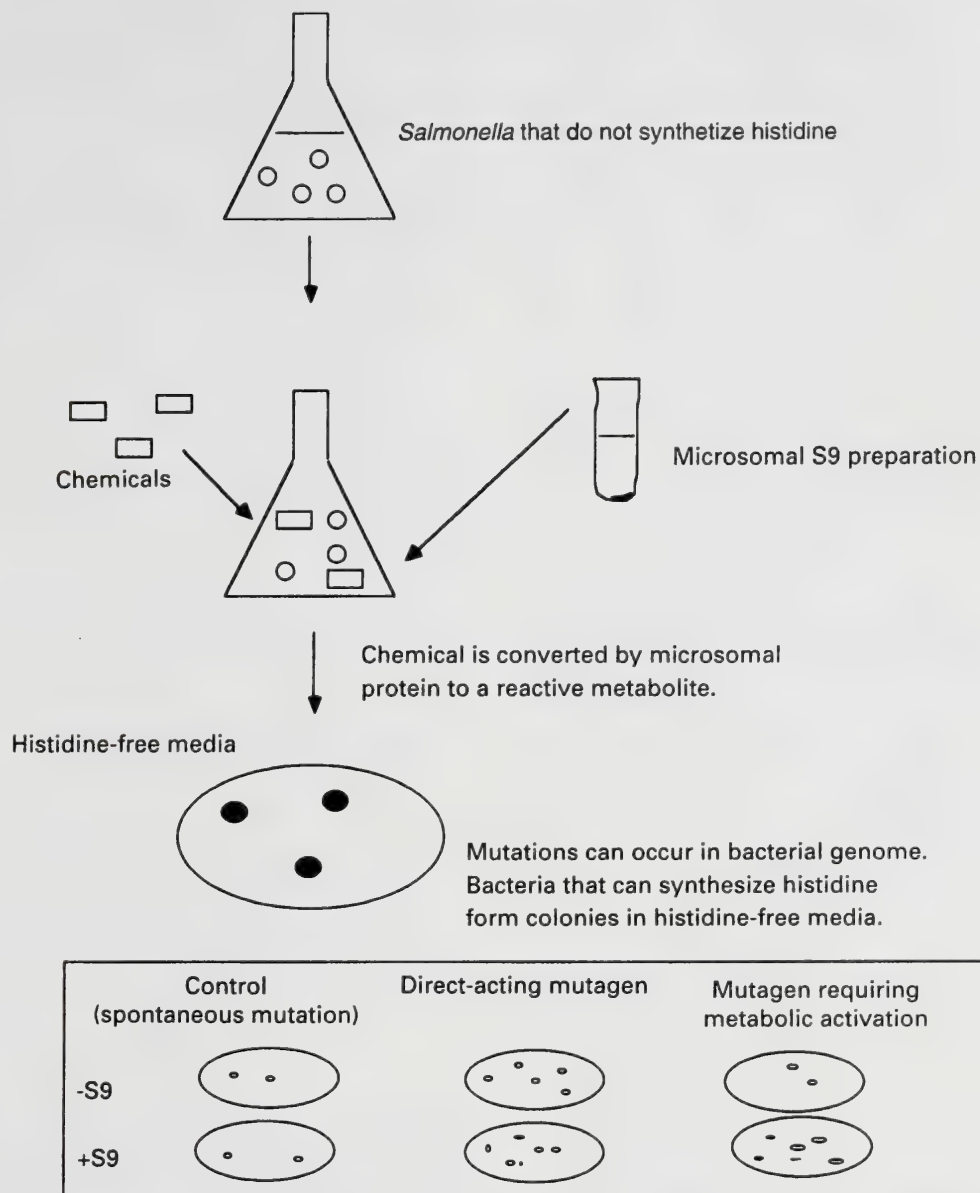 Salmonella that do not synthetize histidine
Chemicals
Microsomal S9 preparation
Chemical is converted by microsomal
protein to a reactive metabolite.
Histidine-free media
Mutations can occur in bacterial genome.
Bacteria that can synthesize histidine
form colonies in histidine-free media.
Control
(spontaneous mutation)
Direct-acting mutagen
Mutagen requiring
metabolic activation
-S9
+S9